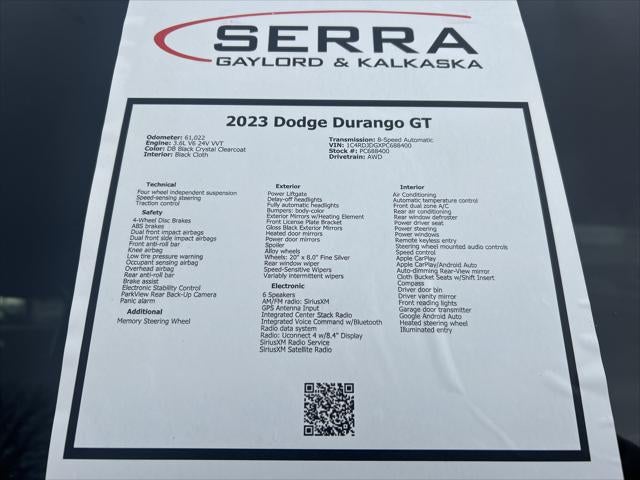 SERRA
GAYLORD & KALKASKA
2023 Dodge Durango GT
Odometer: 61,022
Engine: 3.6L V6 24V VVT
Color: DB Black Crystal Clearcoat
Interior: Black Cloth
Transmission: 8-Speed Automatic
VIN: 1C4RDJDGXPC688400
Stock #: PC688400
Drivetrain: AWD
Technical
Four wheel independent suspension
Speed-sensing steering
Traction control
Safety
4-Wheel Disc Brakes
ABS brakes
Dual front impact airbags
Dual front side impact airbags
Front anti-roll bar
Knee airbag
Low tire pressure warning
Occupant sensing airbag
Overhead airbag
Rear anti-roll bar
Brake assist
Electronic Stability Control
ParkView Rear Back-Up Camera
Panic alarm
Additional
Memory Steering Wheel
Exterior
Power Liftgate
Delay-off headlights
Fully automatic headlights
Bumpers: body-color
Exterior Mirrors w/Heating Element
Front License Plate Bracket
Gloss Black Exterior Mirrors
Heated door mirrors
Power door mirrors
Spoiler
Alloy wheels
Wheels: 20" x 8.0" Fine Silver
Rear window wiper
Speed-Sensitive Wipers
Variably intermittent wipers
Electronic
6 Speakers
AM/FM radio: SiriusXM
GPS Antenna Input
Integrated Center Stack Radio
Integrated Voice Command w/Bluetooth
Radio data system
Radio: Uconnect 4 w/8.4" Display
SiriusXM Radio Service
SiriusXM Satellite Radio
Interior
Air Conditioning
Automatic temperature control
Front dual zone A/C
Rear air conditioning
Rear window defroster
Power driver seat
Power steering
Power windows
Remote keyless entry
Steering wheel mounted audio controls
Speed control
Apple CarPlay
Apple CarPlay/Android Auto
Auto-dimming Rear-View mirror
Cloth Bucket Seats w/Shift Insert
Compass
Driver door bin
Driver vanity mirror
Front reading lights
Garage door transmitter
Google Android Auto
Heated steering wheel
Illuminated entry